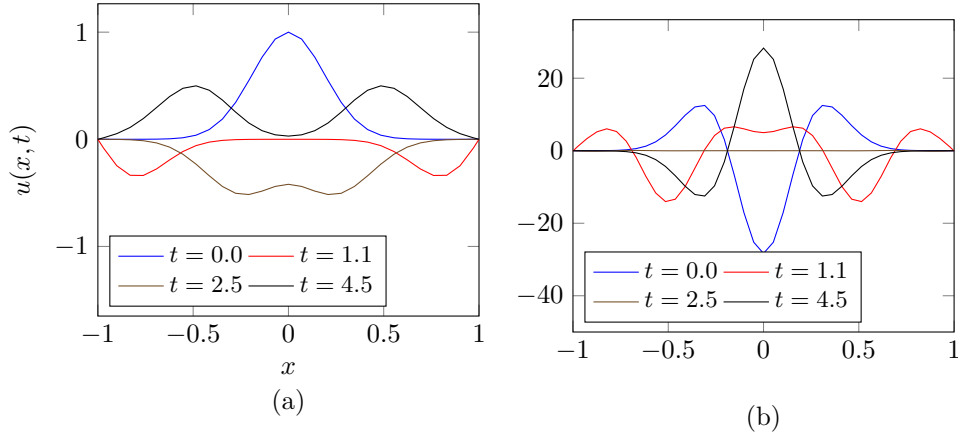 1
0
−1
u(x, t)
t = 0.0 t = 1.1
t = 2.5 t = 4.5
−1 −0.5 0 0.5 1
x
(a)
20
0
−20
−40
t = 0.0 t = 1.1
t = 2.5 t = 4.5
−1 −0.5 0 0.5 1
(b)